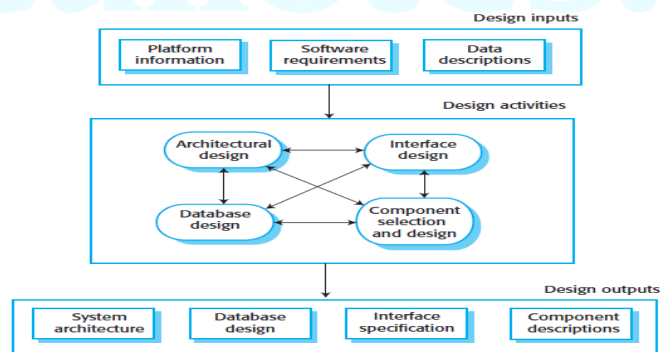 Design inputs
Platform
information
Software
requirements
Data
descriptions
Design activities
Architectural
design
Interface
design
Database
design
Component
selection
and design
Design outputs
System
architecture
Database
design
Interface
specification
Component
descriptions